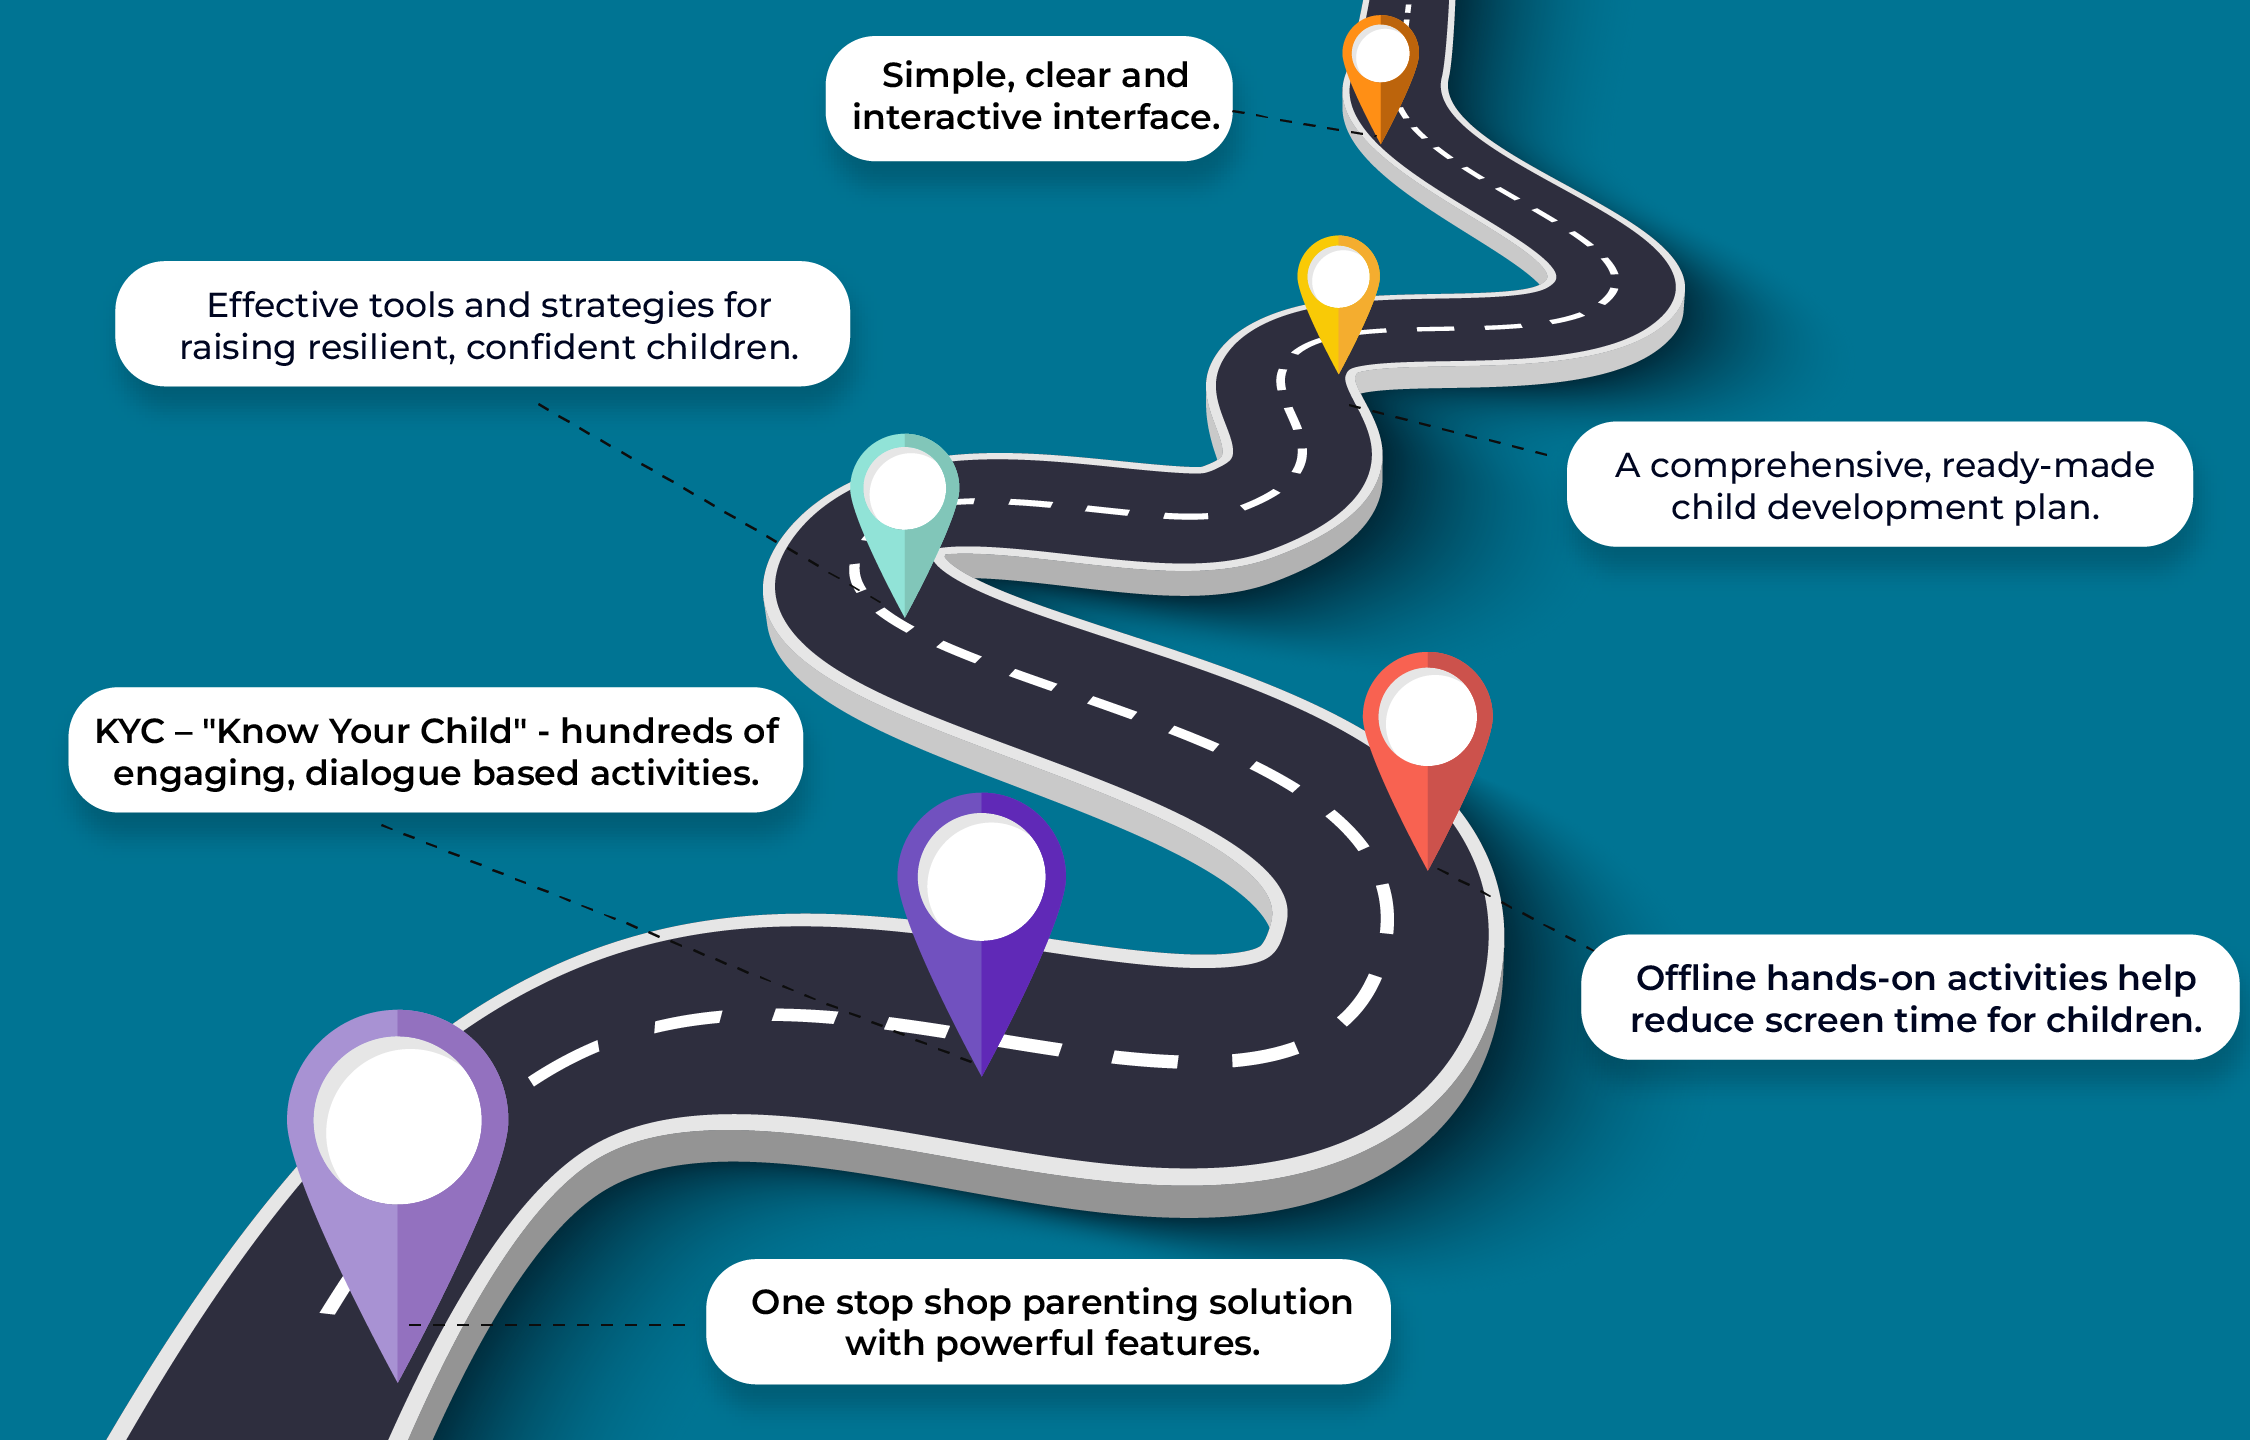 Simple, clear and
interactive interface.
Effective tools and strategies for
raising resilient, confident children.
A comprehensive, ready-made
child development plan.
KYC – "Know Your Child" - hundreds of
engaging, dialogue based activities.
Offline hands-on activities help
reduce screen time for children.
One stop shop parenting solution
with powerful features.